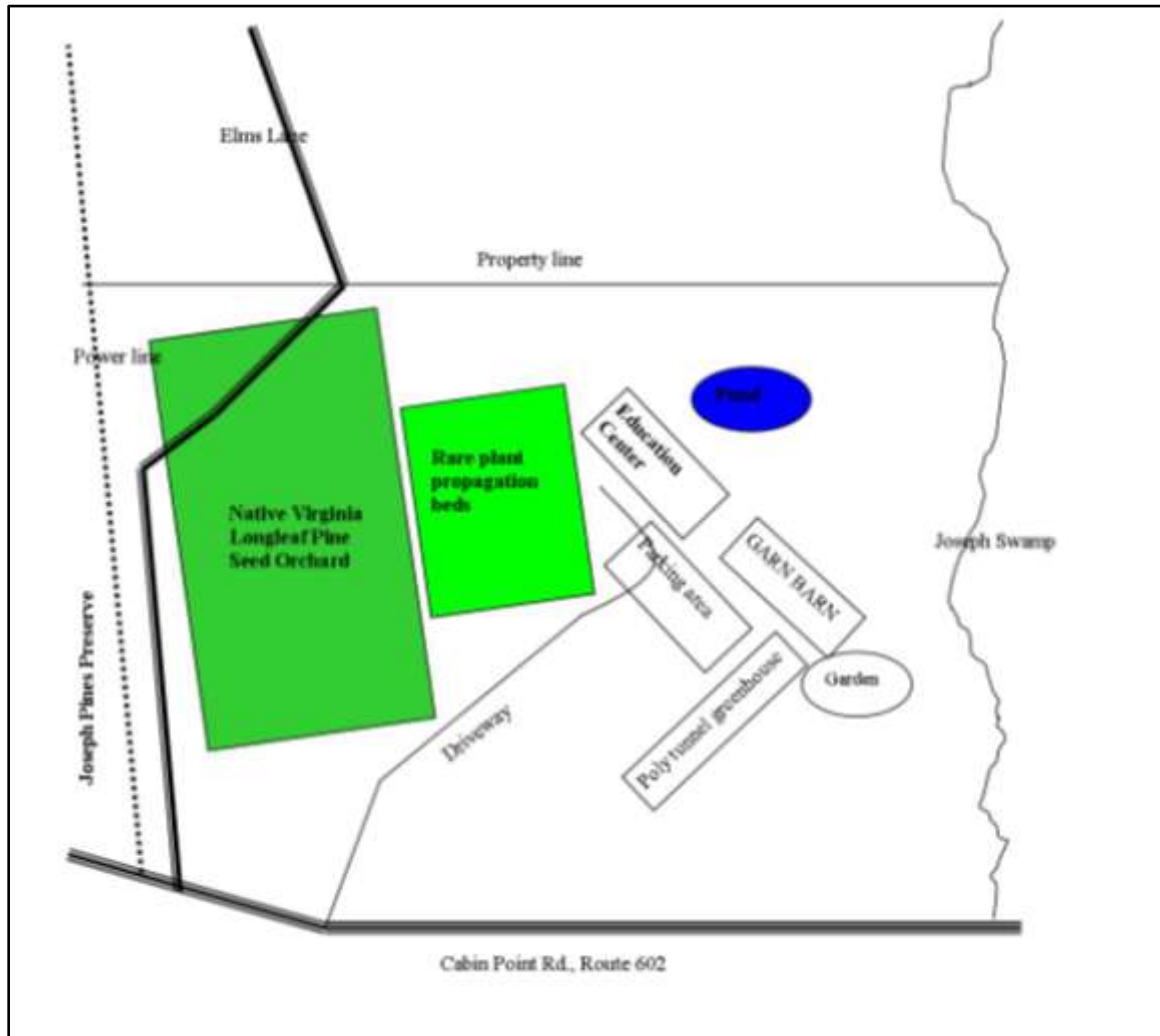 Elms Lane
Property line
Power line
Pond
Education
Center
Rare plant
propagation
beds
Native Virginia
Longleaf Pine
Seed Orchard
GARN BARN
Joseph Swamp
Parking area
Joseph Pines Preserve
Polytunnel greenhouse
Garden
Driveway
Cabin Point Rd., Route 602